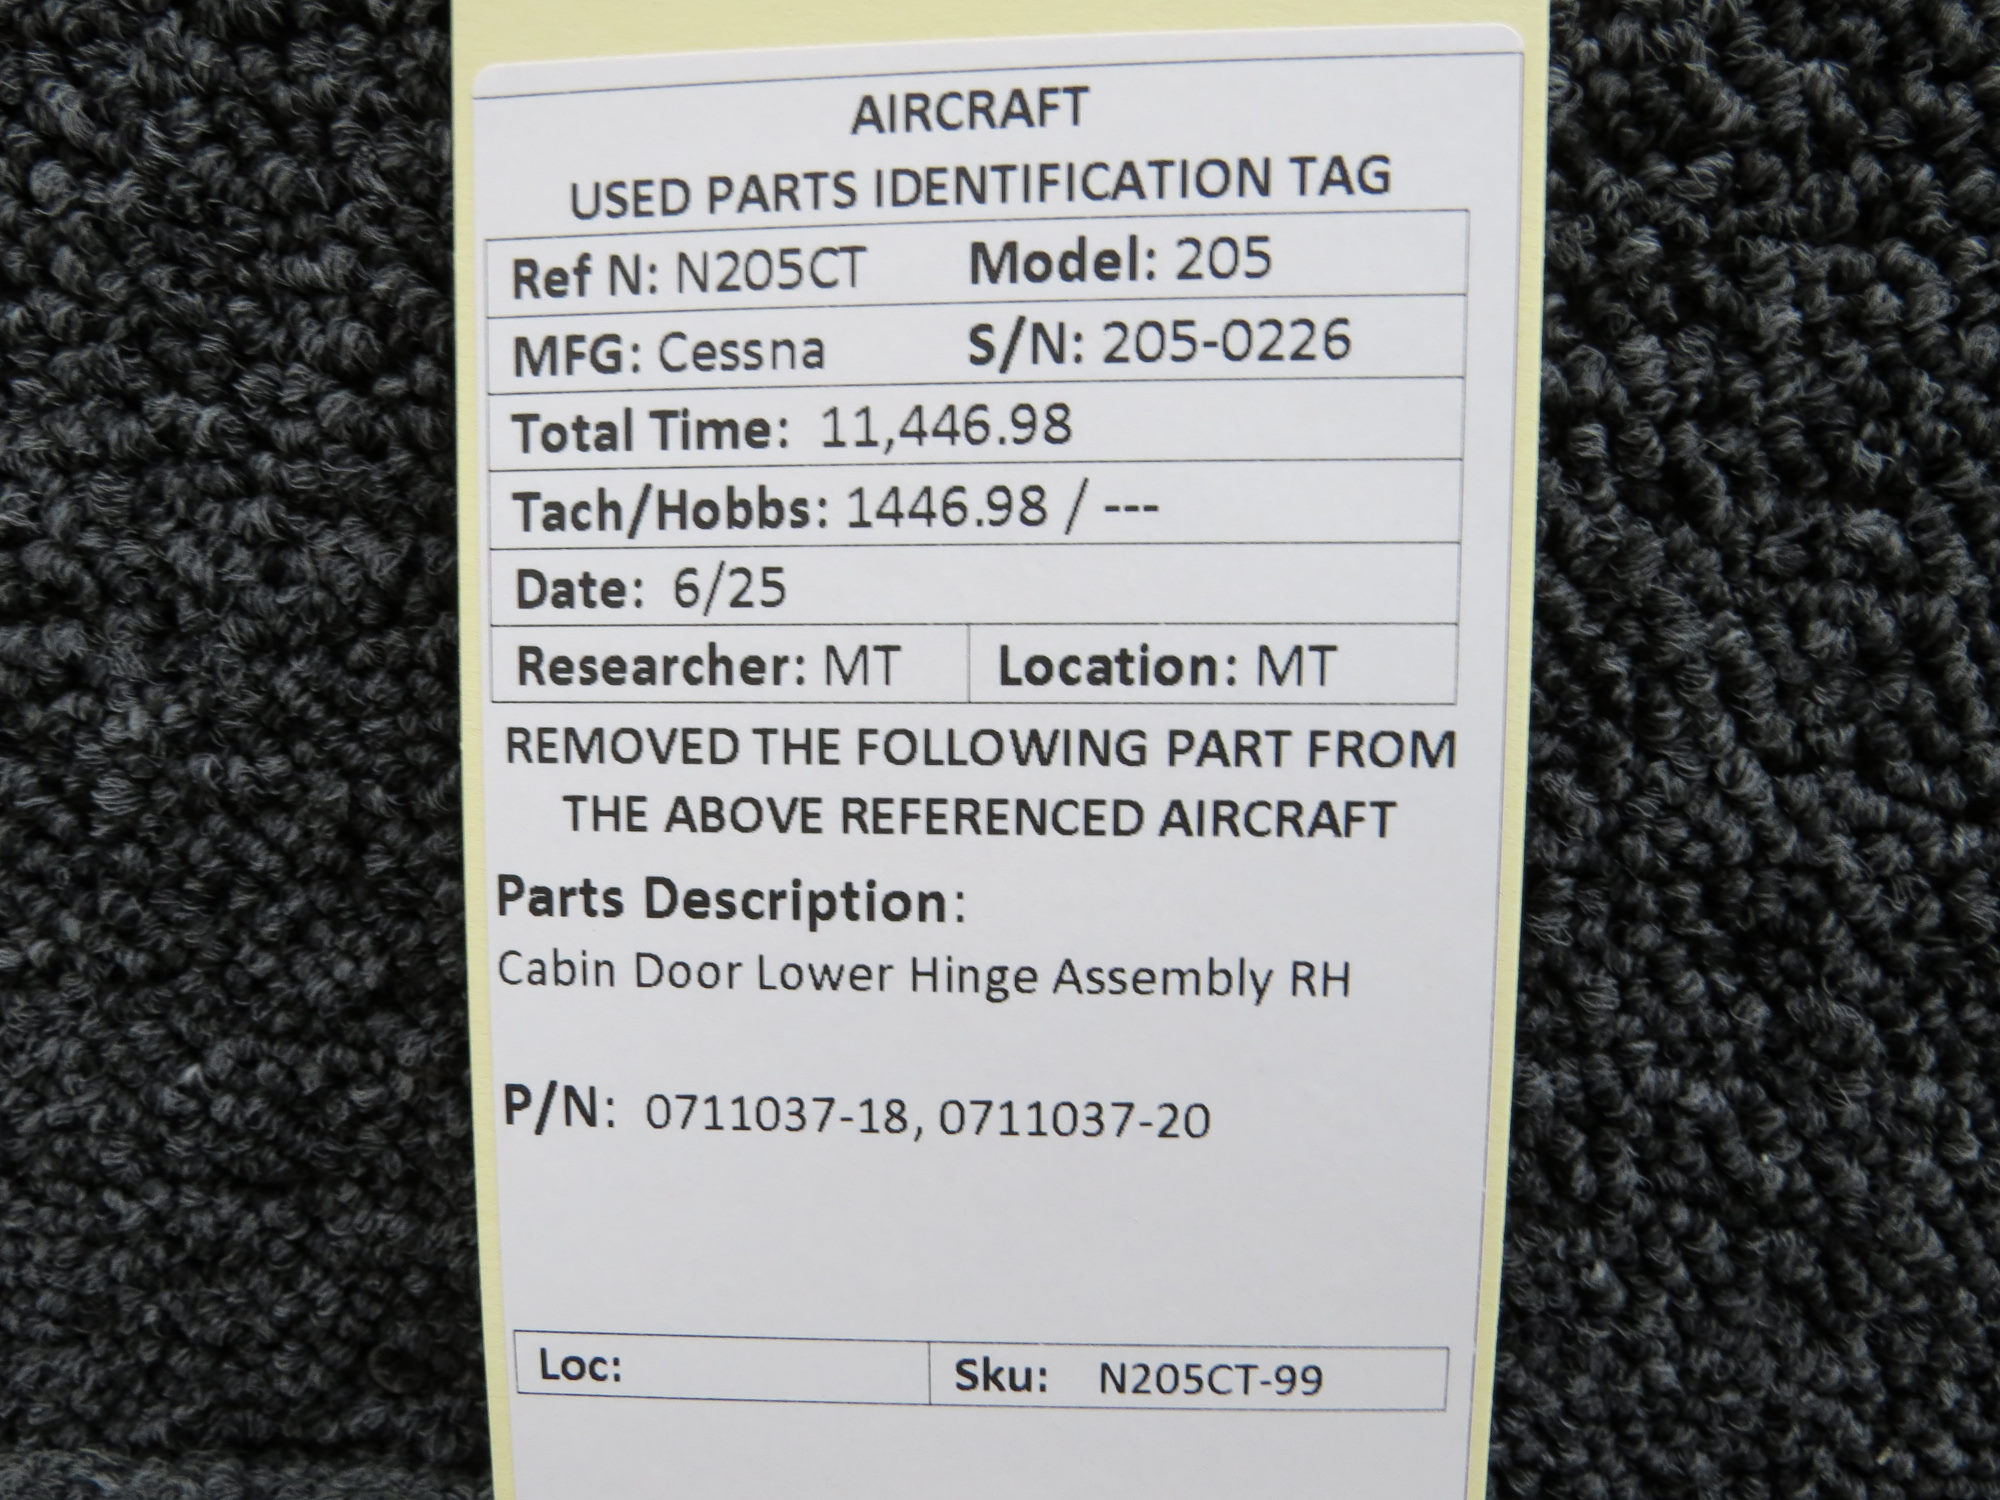 AIRCRAFT
USED PARTS IDENTIFICATION TAG
Ref N: N205CT Model: 205
MFG: Cessna S/N: 205-0226
Total Time: 11,446.98
Tach/Hobbs: 1446.98 / ---
Date: 6/25
Researcher: MT Location: MT
REMOVED THE FOLLOWING PART FROM
THE ABOVE REFERENCED AIRCRAFT
Parts Description:
Cabin Door Lower Hinge Assembly RH
P/N: 0711037-18, 0711037-20
Loc: Sku: N205CT-99